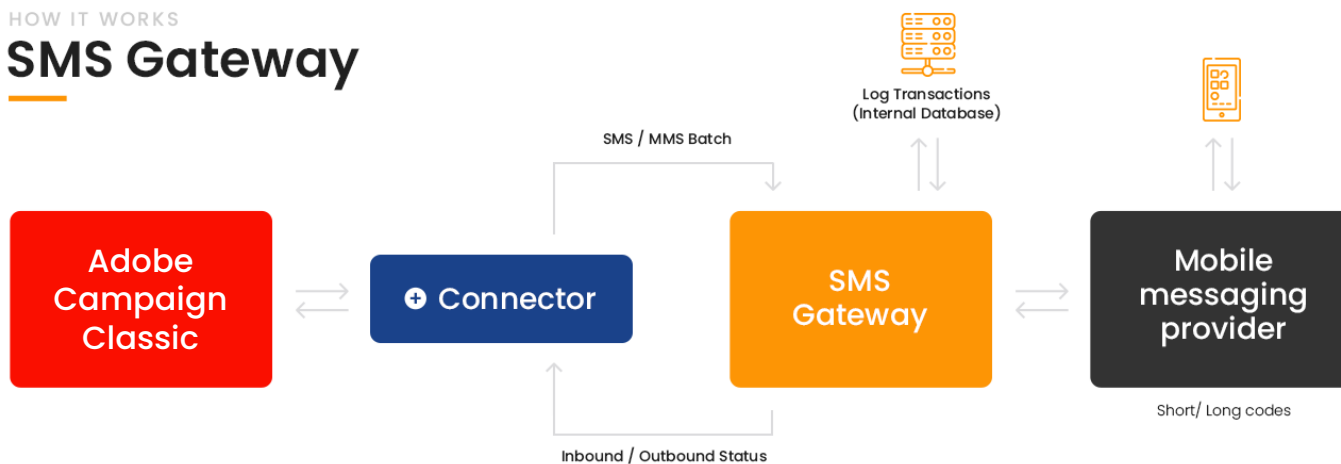 HOW IT WORKS
SMS Gateway
Log Transactions
(Internal Database)
SMS / MMS Batch
Adobe
Campaign
Classic
Connector
SMS
Gateway
Mobile
messaging
provider
Short/ Long codes
Inbound / Outbound Status